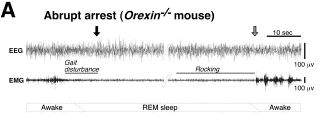 A
Abrupt arrest (Orexin-/- mouse)
10 sec
EEG
100 μv
Gait
disturbance
Rocking
EMG
100 μv
Awake
REM sleep
Awake